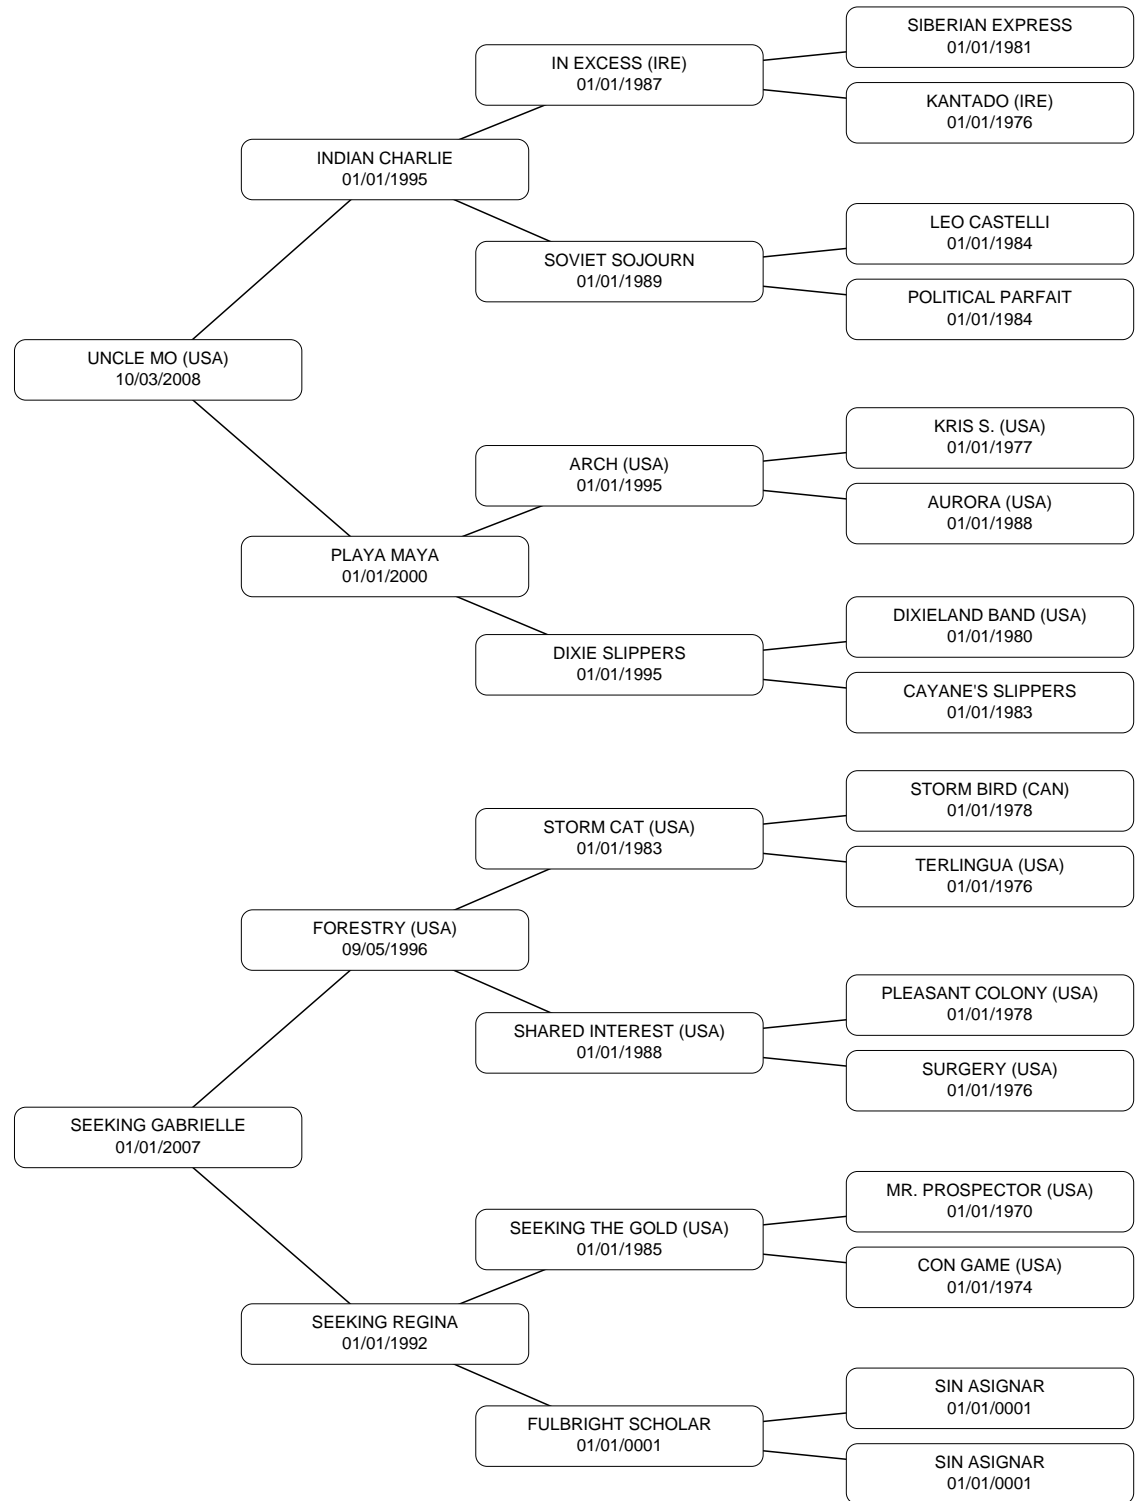 SIBERIAN EXPRESS
01/01/1981
IN EXCESS (IRE)
01/01/1987
KANTADO (IRE)
01/01/1976
INDIAN CHARLIE
01/01/1995
LEO CASTELLI
01/01/1984
SOVIET SOJOURN
01/01/1989
POLITICAL PARFAIT
01/01/1984
UNCLE MO (USA)
10/03/2008
KRIS S. (USA)
01/01/1977
ARCH (USA)
01/01/1995
AURORA (USA)
01/01/1988
PLAYA MAYA
01/01/2000
DIXIELAND BAND (USA)
01/01/1980
DIXIE SLIPPERS
01/01/1995
CAYANE'S SLIPPERS
01/01/1983
STORM BIRD (CAN)
01/01/1978
STORM CAT (USA)
01/01/1983
TERLINGUA (USA)
01/01/1976
FORESTRY (USA)
09/05/1996
PLEASANT COLONY (USA)
01/01/1978
SHARED INTEREST (USA)
01/01/1988
SURGERY (USA)
01/01/1976
SEEKING GABRIELLE
01/01/2007
MR. PROSPECTOR (USA)
01/01/1970
SEEKING THE GOLD (USA)
01/01/1985
CON GAME (USA)
01/01/1974
SEEKING REGINA
01/01/1992
SIN ASIGNAR
01/01/0001
FULBRIGHT SCHOLAR
01/01/0001
SIN ASIGNAR
01/01/0001